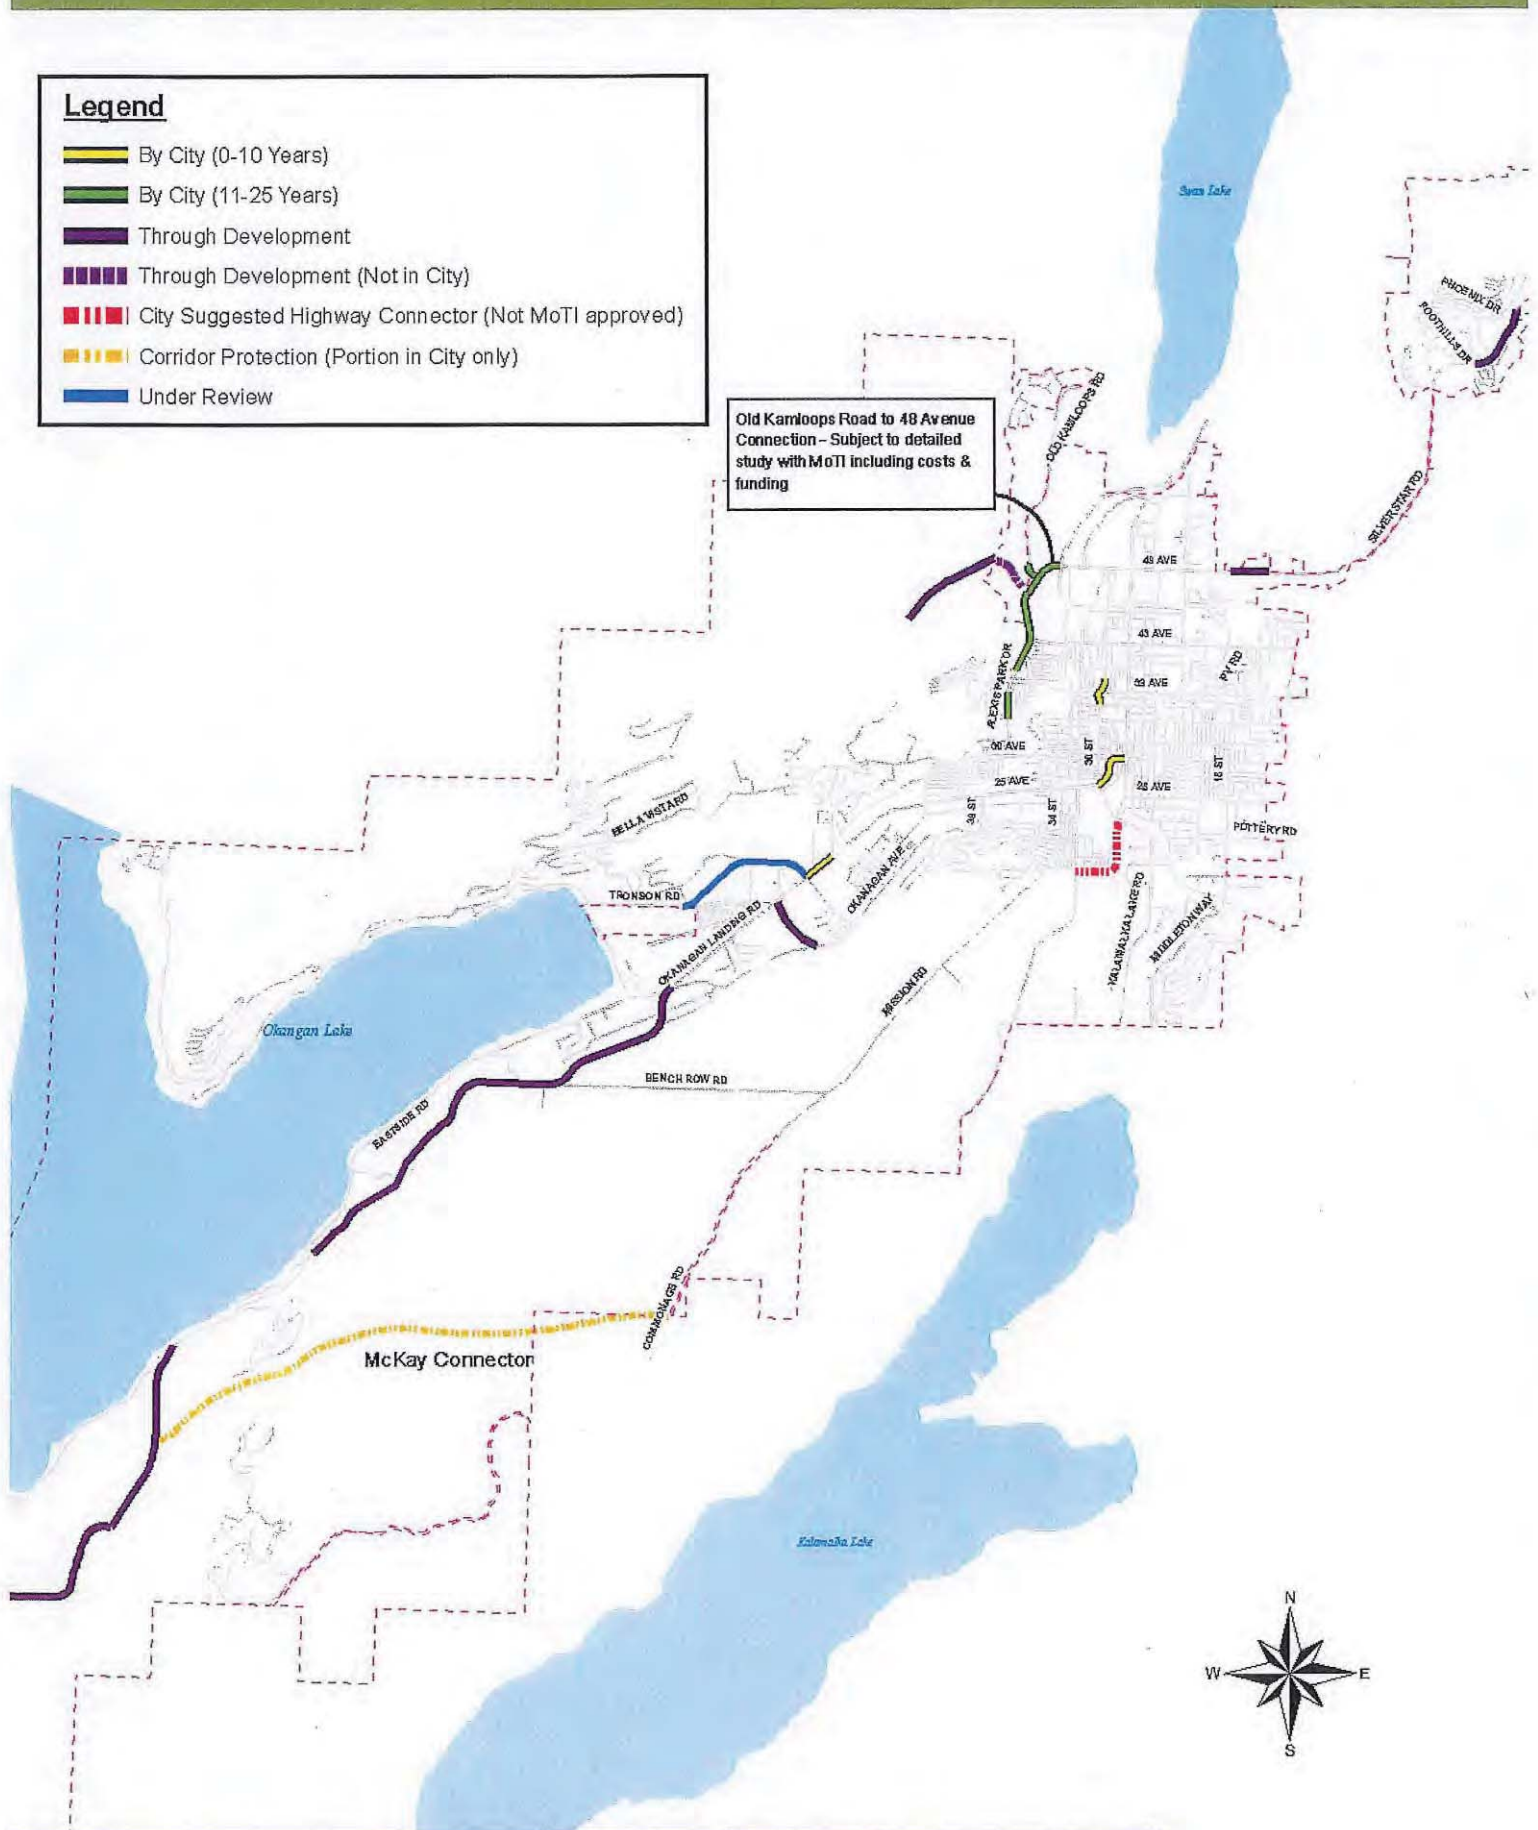 Legend
By City (0-10 Years)
By City (11-25 Years)
Through Development
Through Development (Not in City)
City Suggested Highway Connector (Not MoTI approved)
Corridor Protection (Portion in City only)
Under Review
Swan Lake
PHOENIX DR
FOOTHILLS DR
OLD KAMLOOPS RD
Old Kamloops Road to 48 Avenue
Connection – Subject to detailed
study with MoTI including costs &
funding
SILVER STAR RD
48 AVE
43 AVE
PV RD
39 AVE
ALEXIS PARK DR
30 AVE
30 ST
15 ST
25 AVE
25 AVE
39 ST
34 ST
POTTERY RD
BELLA VISTA RD
OKANAGAN AVE
TRONSON RD
OKANAGAN LANDING RD
KALAMALKA LAKE RD
MIDDLETON WAY
MISSION RD
Okangan Lake
BENCH ROW RD
EASTSIDE RD
COMMONAGE RD
McKay Connector
Kalamalka Lake
N
W
E
S